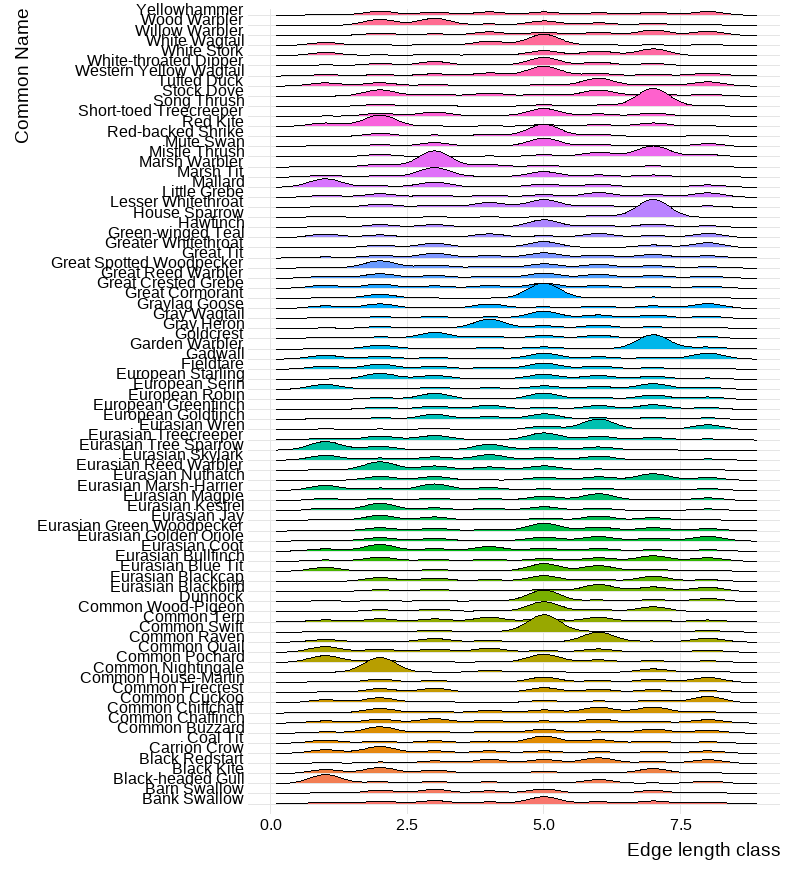 Common Name
Yellowhammer
Wood Warbler
Willow Warbler
White Wagtail
White Stork
White-throated Dipper
Western Yellow Wagtail
Tufted Duck
Stock Dove
Song Thrush
Short-toed Treecreeper
Red Kite
Red-backed Shrike
Mute Swan
Mistle Thrush
Marsh Warbler
Marsh Tit
Mallard
Little Grebe
Lesser Whitethroat
House Sparrow
Hawfinch
Green-winged Teal
Greater Whitethroat
Great Tit
Great Spotted Woodpecker
Great Reed Warbler
Great Crested Grebe
Great Cormorant
Graylag Goose
Gray Wagtail
Gray Heron
Goldcrest
Garden Warbler
Gadwall
Fieldfare
European Starling
European Serin
European Robin
European Greenfinch
European Goldfinch
Eurasian Wren
Eurasian Treecreeper
Eurasian Tree Sparrow
Eurasian Skylark
Eurasian Reed Warbler
Eurasian Nuthatch
Eurasian Marsh-Harrier
Eurasian Magpie
Eurasian Kestrel
Eurasian Jay
Eurasian Green Woodpecker
Eurasian Golden Oriole
Eurasian Coot
Eurasian Bullfinch
Eurasian Blue Tit
Eurasian Blackcap
Eurasian Blackbird
Dunnock
Common Wood-Pigeon
Common Tern
Common Swift
Common Raven
Common Quail
Common Pochard
Common Nightingale
Common House-Martin
Common Firecrest
Common Cuckoo
Common Chiffchaff
Common Chaffinch
Common Buzzard
Coal Tit
Carrion Crow
Black Redstart
Black Kite
Black-headed Gull
Barn Swallow
Bank Swallow
0.0 2.5 5.0 7.5
Edge length class